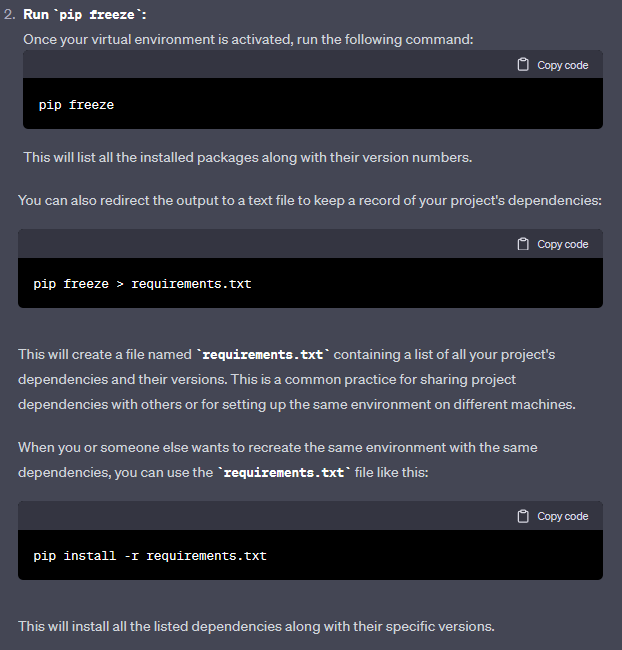 2. Run `pip freeze`:
Once your virtual environment is activated, run the following command:
Copy code
pip freeze
This will list all the installed packages along with their version numbers.
You can also redirect the output to a text file to keep a record of your project's dependencies:
Copy code
pip freeze > requirements.txt
This will create a file named `requirements.txt` containing a list of all your project's
dependencies and their versions. This is a common practice for sharing project
dependencies with others or for setting up the same environment on different machines.
When you or someone else wants to recreate the same environment with the same
dependencies, you can use the `requirements.txt` file like this:
Copy code
pip install -r requirements.txt
This will install all the listed dependencies along with their specific versions.